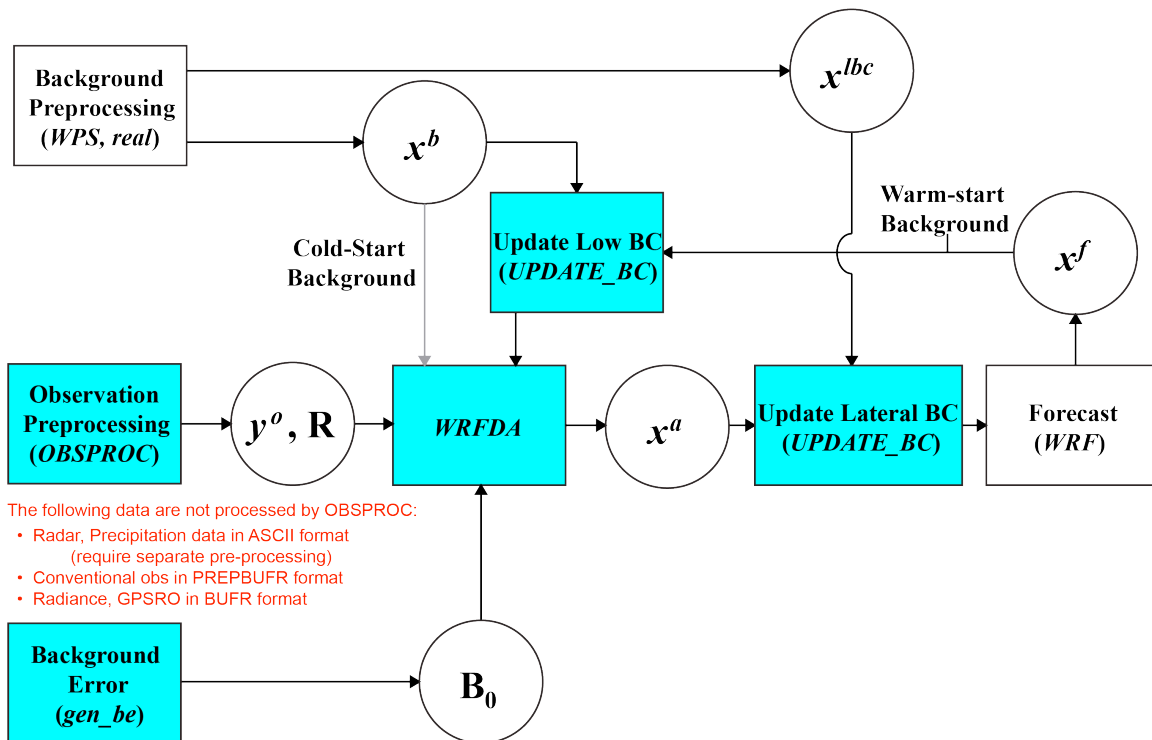 Background
Preprocessing
(WPS, real)
x^b
x^lbc
Cold-Start
Background
Update Low BC
(UPDATE_BC)
Warm-start
Background
x^f
Observation
Preprocessing
(OBSPROC)
y^o, R
WRFDA
x^a
Update Lateral BC
(UPDATE_BC)
Forecast
(WRF)
The following data are not processed by OBSPROC:
• Radar, Precipitation data in ASCII format
(require separate pre-processing)
• Conventional obs in PREPBUFR format
• Radiance, GPSRO in BUFR format
Background
Error
(gen_be)
B₀